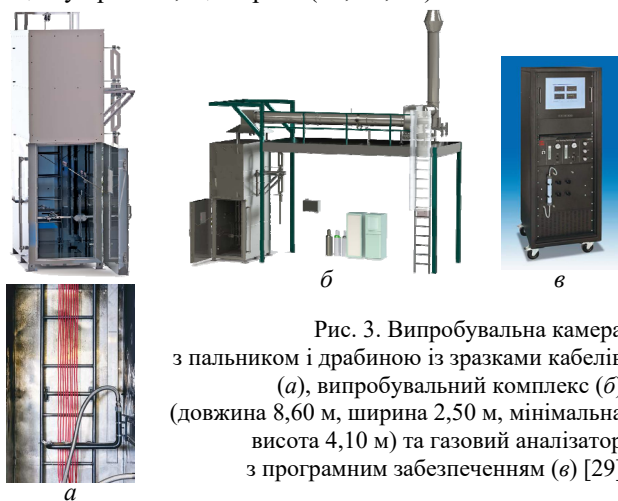 б
в
а
Рис. 3. Випробувальна камера
з пальником і драбиною із зразками кабелів
(а), випробувальний комплекс (б)
(довжина 8,60 м, ширина 2,50 м, мінімальна
висота 4,10 м) та газовий аналізатор
з програмним забезпеченням (в) [29]